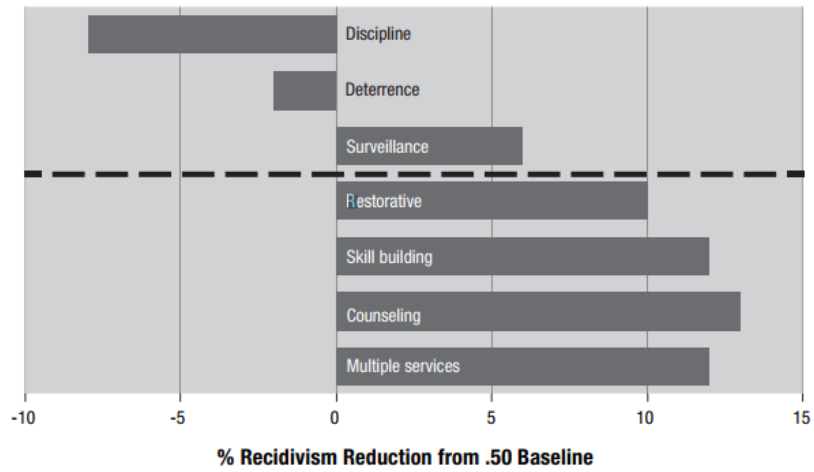 Discipline
Deterrence
Surveillance
Restorative
Skill building
Counseling
Multiple services
-10 -5 0 5 10 15
% Recidivism Reduction from .50 Baseline